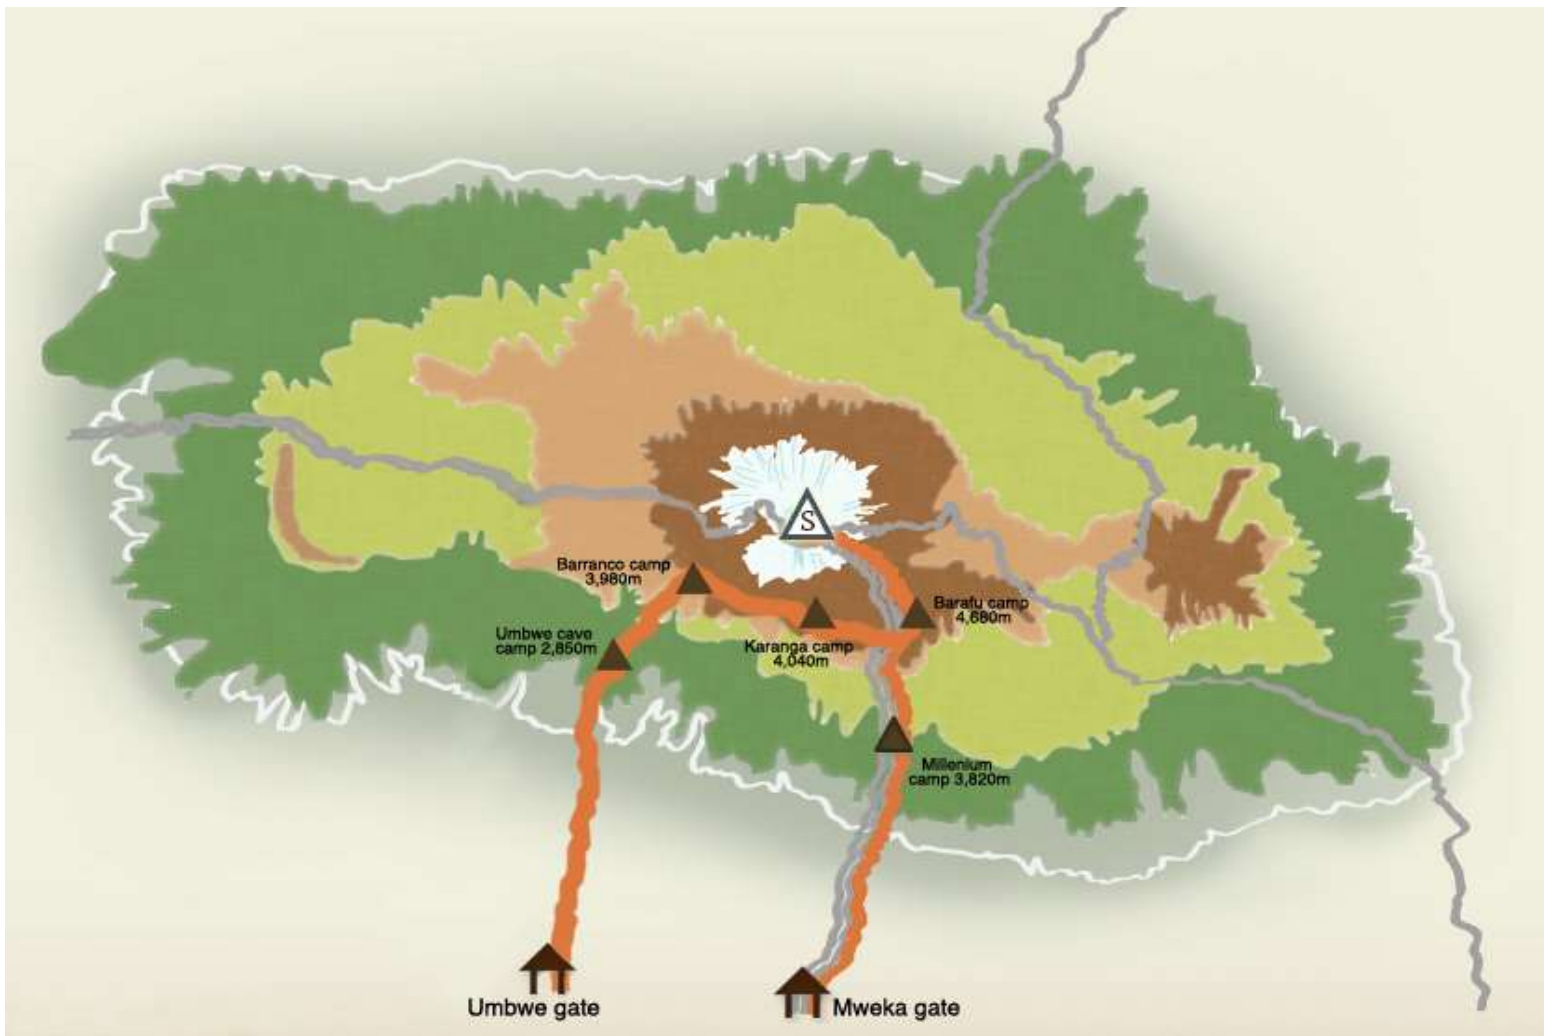 S
Barranco camp
3,980m
Umbwe cave
camp 2,850m
Karanga camp
4,040m
Barafu camp
4,680m
Millenium
camp 3,820m
Umbwe gate
Mweka gate